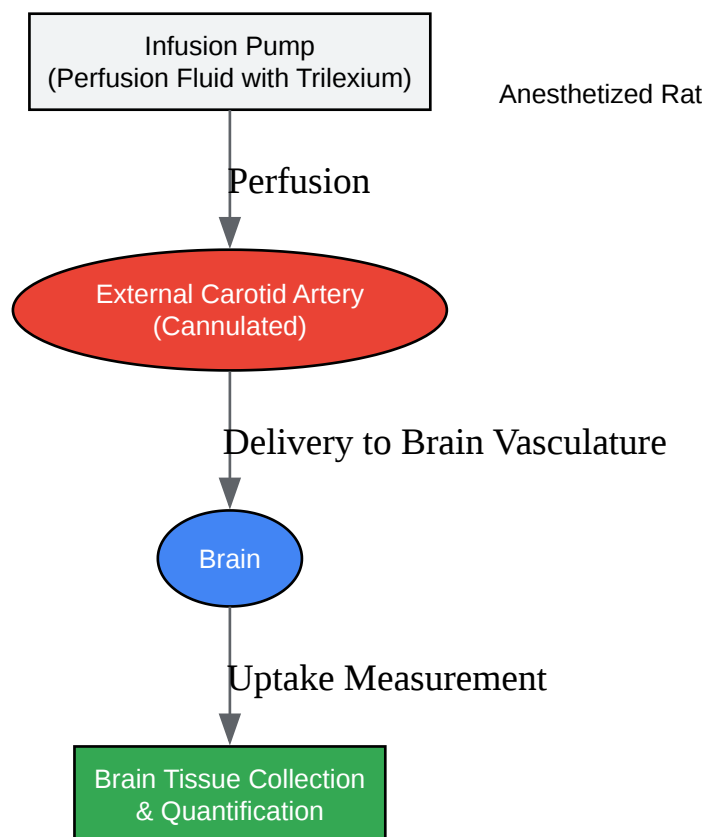 Infusion Pump
(Perfusion Fluid with Trilexium)
Anesthetized Rat
Perfusion
External Carotid Artery
(Cannulated)
Delivery to Brain Vasculature
Brain
Uptake Measurement
Brain Tissue Collection
& Quantification